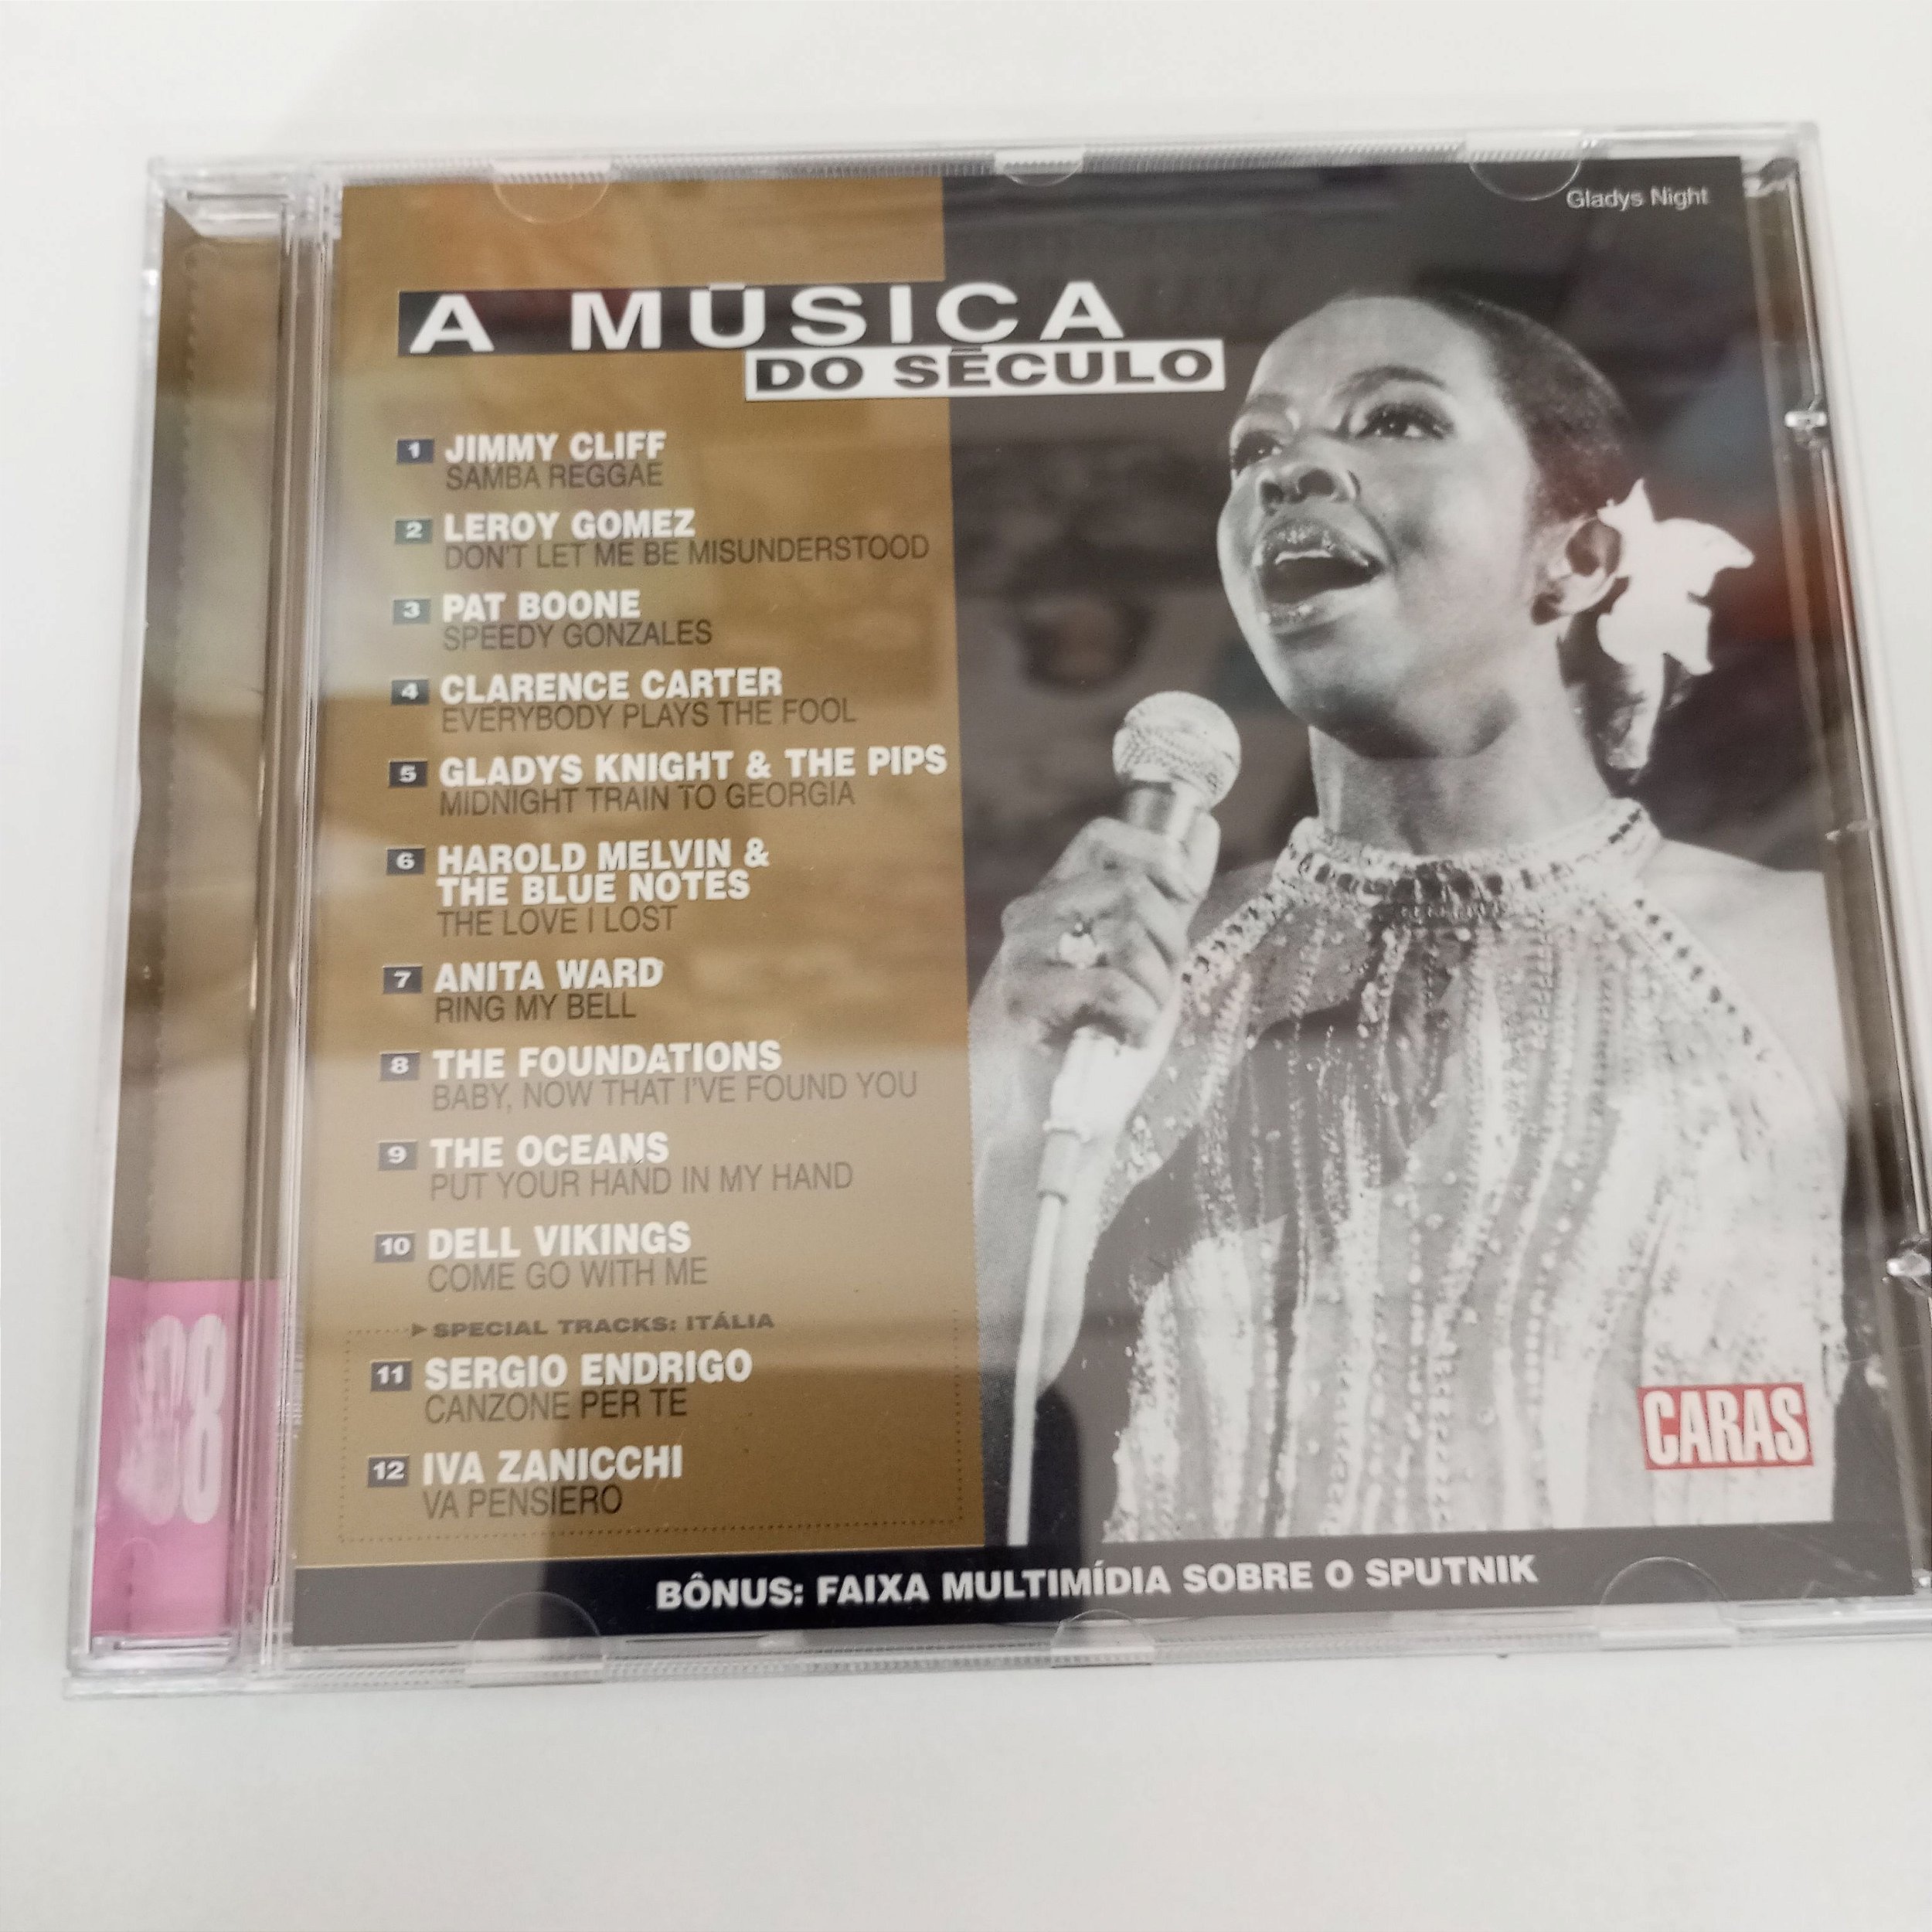 Gladys Night
A MÚSICA
DO SÉCULO
1 JIMMY CLIFF
SAMBA REGGAE
2 LEROY GOMEZ
DON'T LET ME BE MISUNDERSTOOD
3 PAT BOONE
SPEEDY GONZALES
4 CLARENCE CARTER
EVERYBODY PLAYS THE FOOL
5 GLADYS KNIGHT & THE PIPS
MIDNIGHT TRAIN TO GEORGIA
6 HAROLD MELVIN &
THE BLUE NOTES
THE LOVE I LOST
7 ANITA WARD
RING MY BELL
8 THE FOUNDATIONS
BABY, NOW THAT I'VE FOUND YOU
9 THE OCEANS
PUT YOUR HAND IN MY HAND
10 DELL VIKINGS
COME GO WITH ME
SPECIAL TRACKS: ITÁLIA
11 SERGIO ENDRIGO
CANZONE PER TE
12 IVA ZANICCHI
VA PENSIERO
CARAS
BÔNUS: FAIXA MULTIMÍDIA SOBRE O SPUTNIK